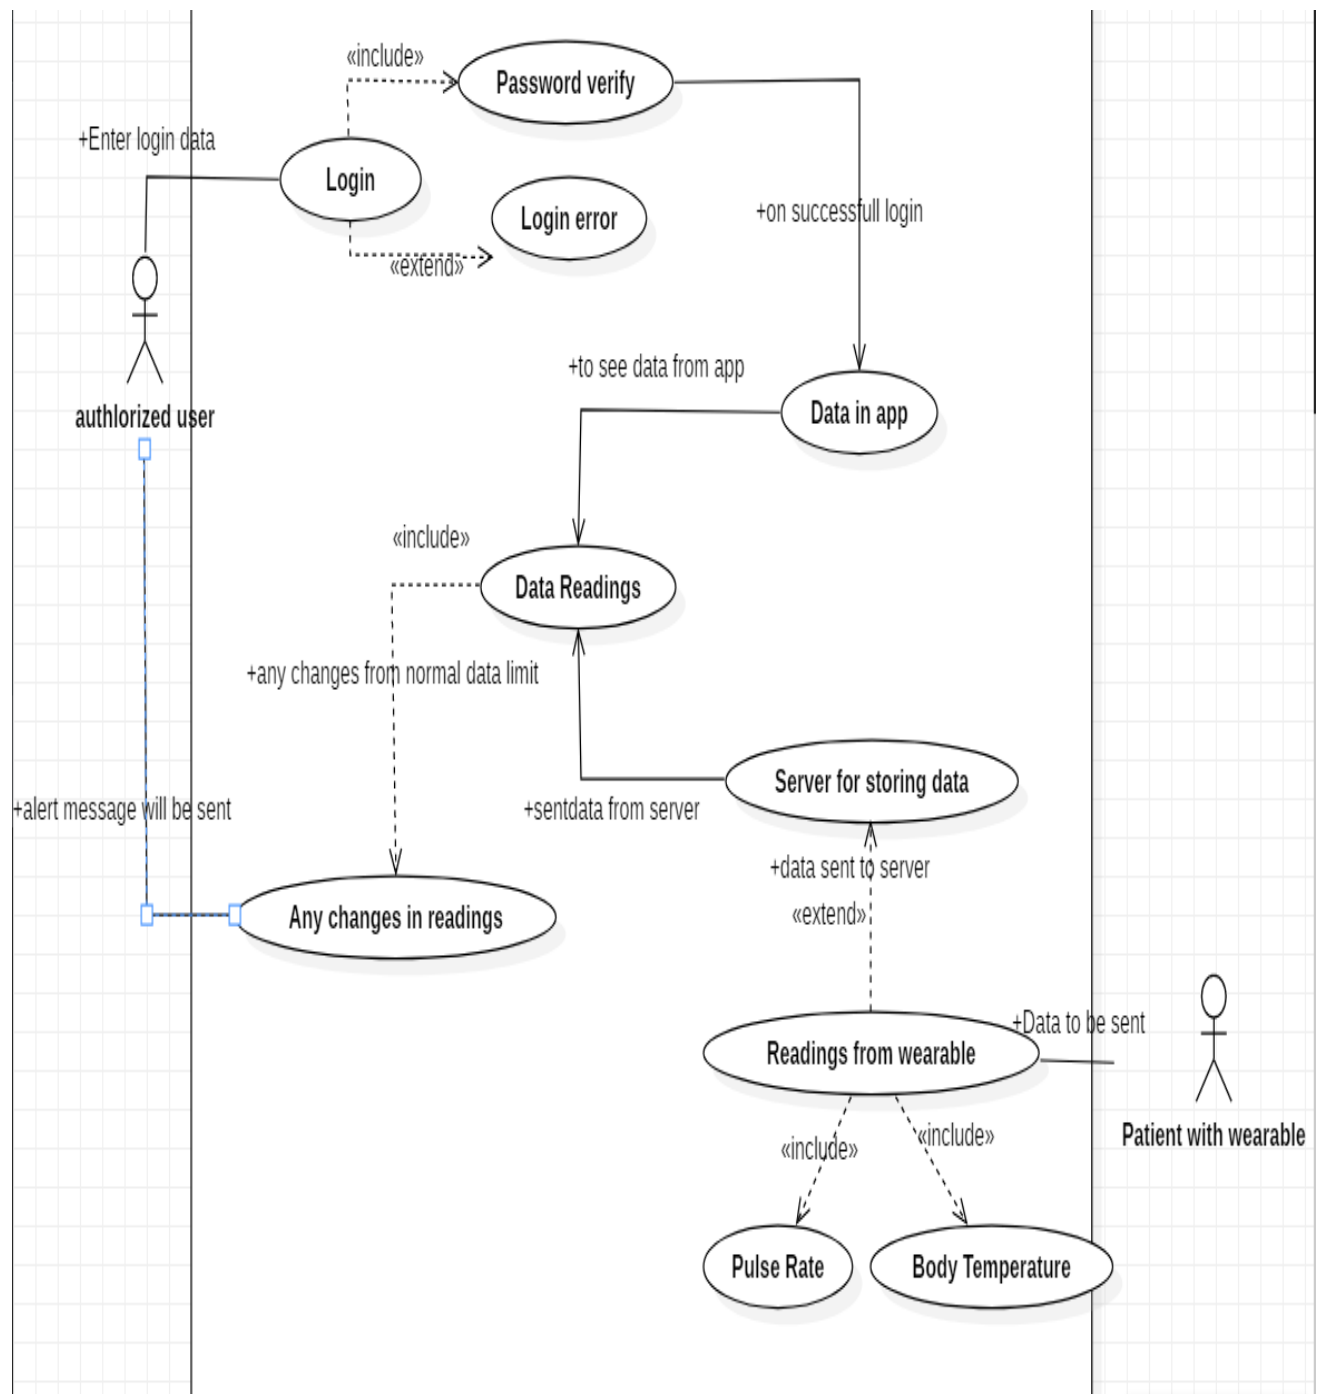 «include»
Password verify
+Enter login data
Login
Login error
+on successfull login
«extend»
+to see data from app
authlorized user
Data in app
«include»
Data Readings
+any changes from normal data limit
Server for storing data
+alert message will be sent
+sentdata from server
+data sent to server
«extend»
Any changes in readings
+Data to be sent
Readings from wearable
«include»
«include»
Patient with wearable
Pulse Rate
Body Temperature